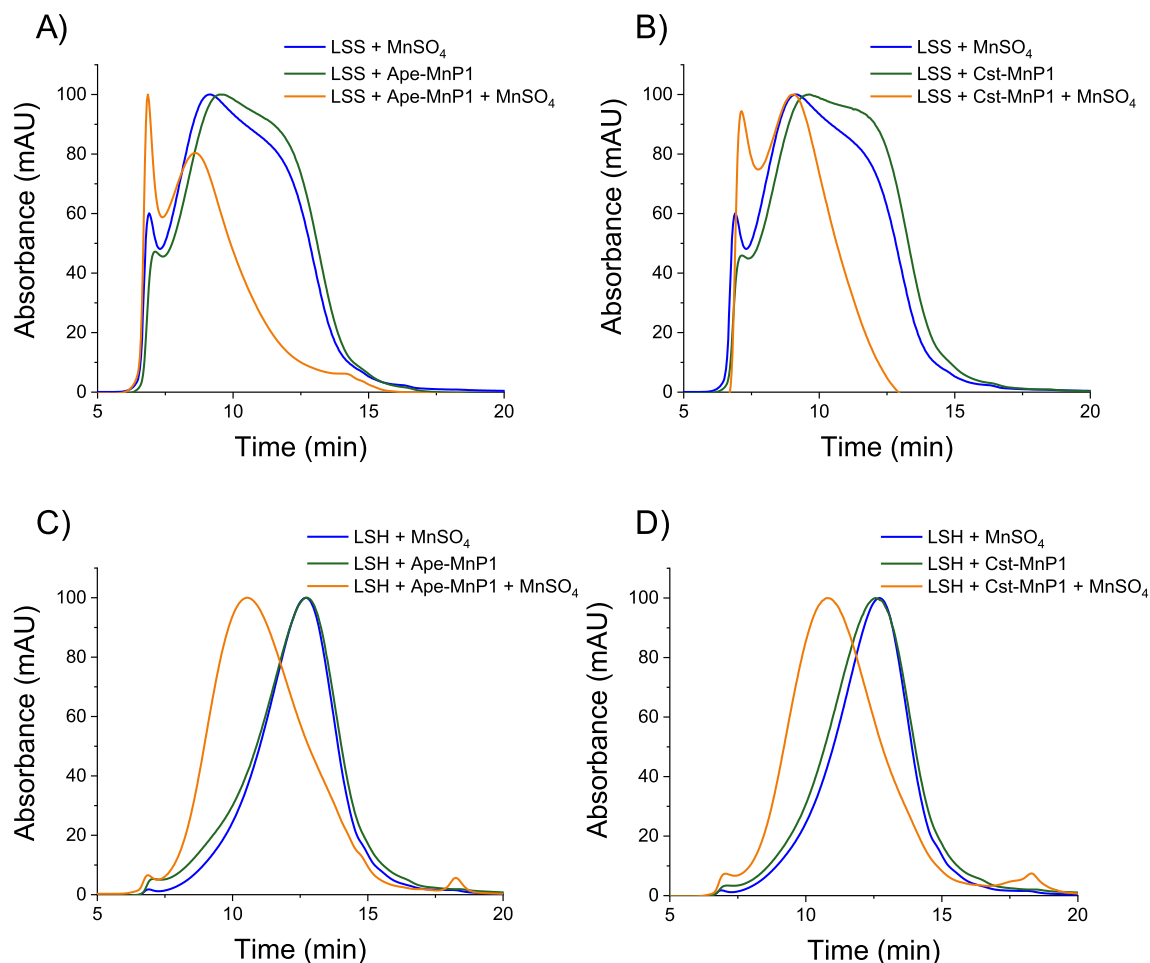 A)
LSS + MnSO₄
LSS + Ape-MnP1
LSS + Ape-MnP1 + MnSO₄
100
80
60
40
20
0
Absorbance (mAU)
5 10 15 20
Time (min)
B)
LSS + MnSO₄
LSS + Cst-MnP1
LSS + Cst-MnP1 + MnSO₄
100
80
60
40
20
0
Absorbance (mAU)
5 10 15 20
Time (min)
C)
LSH + MnSO₄
LSH + Ape-MnP1
LSH + Ape-MnP1 + MnSO₄
100
80
60
40
20
0
Absorbance (mAU)
5 10 15 20
Time (min)
D)
LSH + MnSO₄
LSH + Cst-MnP1
LSH + Cst-MnP1 + MnSO₄
100
80
60
40
20
0
Absorbance (mAU)
5 10 15 20
Time (min)